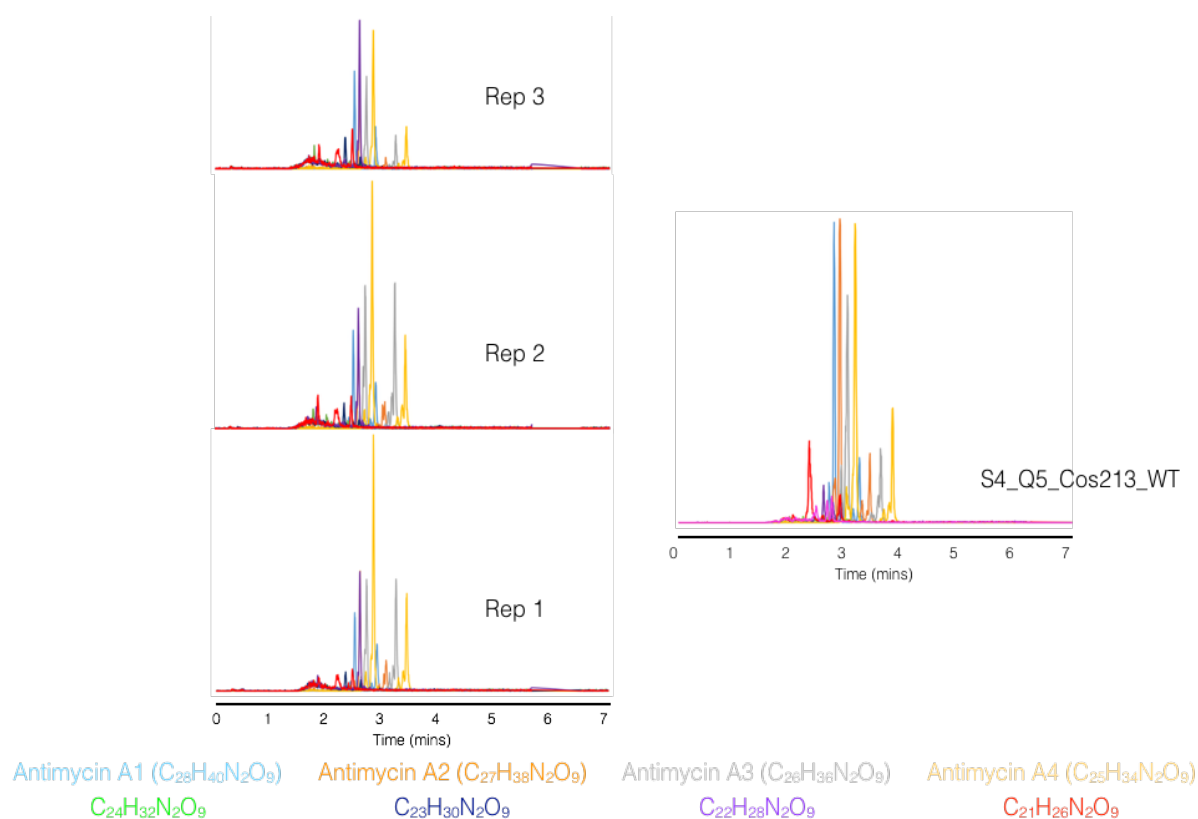 Rep 3
Rep 2
S4_Q5_Cos213_WT
0 1 2 3 4 5 6 7
Time (mins)
Rep 1
0 1 2 3 4 5 6 7
Time (mins)
Antimycin A1 (C₂₈H₄₀N₂O₉) Antimycin A2 (C₂₇H₃₈N₂O₉) Antimycin A3 (C₂₆H₃₆N₂O₉) Antimycin A4 (C₂₅H₃₄N₂O₉)
C₂₄H₃₂N₂O₉ C₂₃H₃₀N₂O₉ C₂₂H₂₈N₂O₉ C₂₁H₂₆N₂O₉